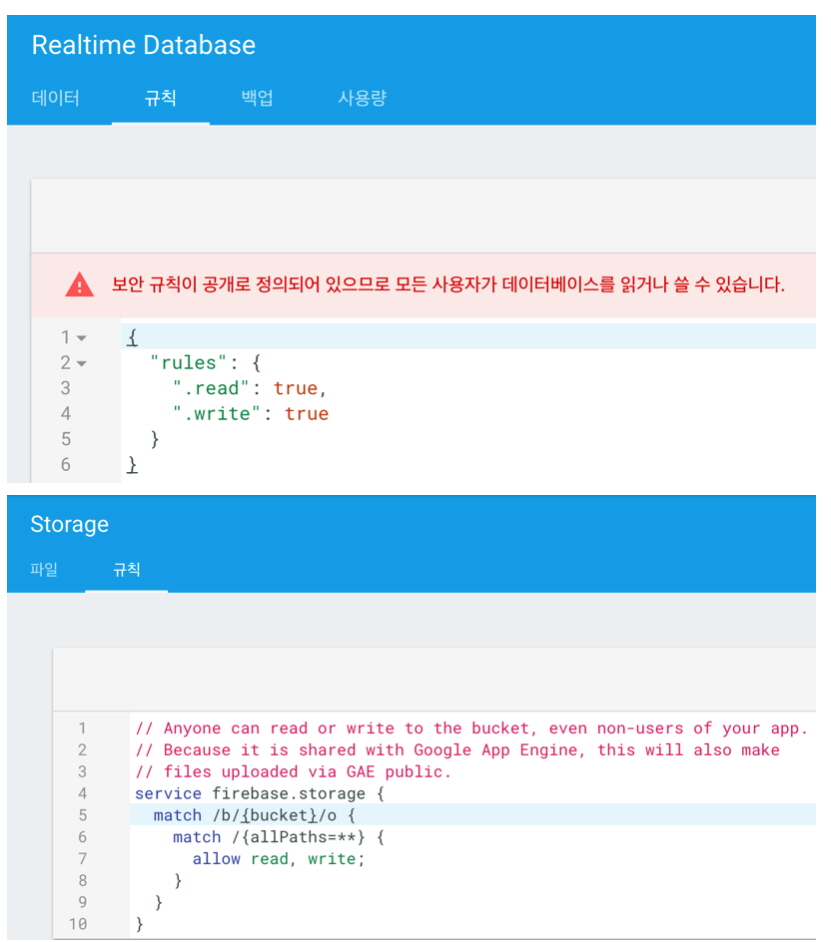 Realtime Database
데이터 규칙 백업 사용량
보안 규칙이 공개로 정의되어 있으므로 모든 사용자가 데이터베이스를 읽거나 쓸 수 있습니다.
1 {
2 "rules": {
3 ".read": true,
4 ".write": true
5 }
6 }
Storage
파일 규칙
1 // Anyone can read or write to the bucket, even non-users of your app.
2 // Because it is shared with Google App Engine, this will also make
3 // files uploaded via GAE public.
4 service firebase.storage {
5 match /b/{bucket}/o {
6 match /{allPaths=**} {
7 allow read, write;
8 }
9 }
10 }